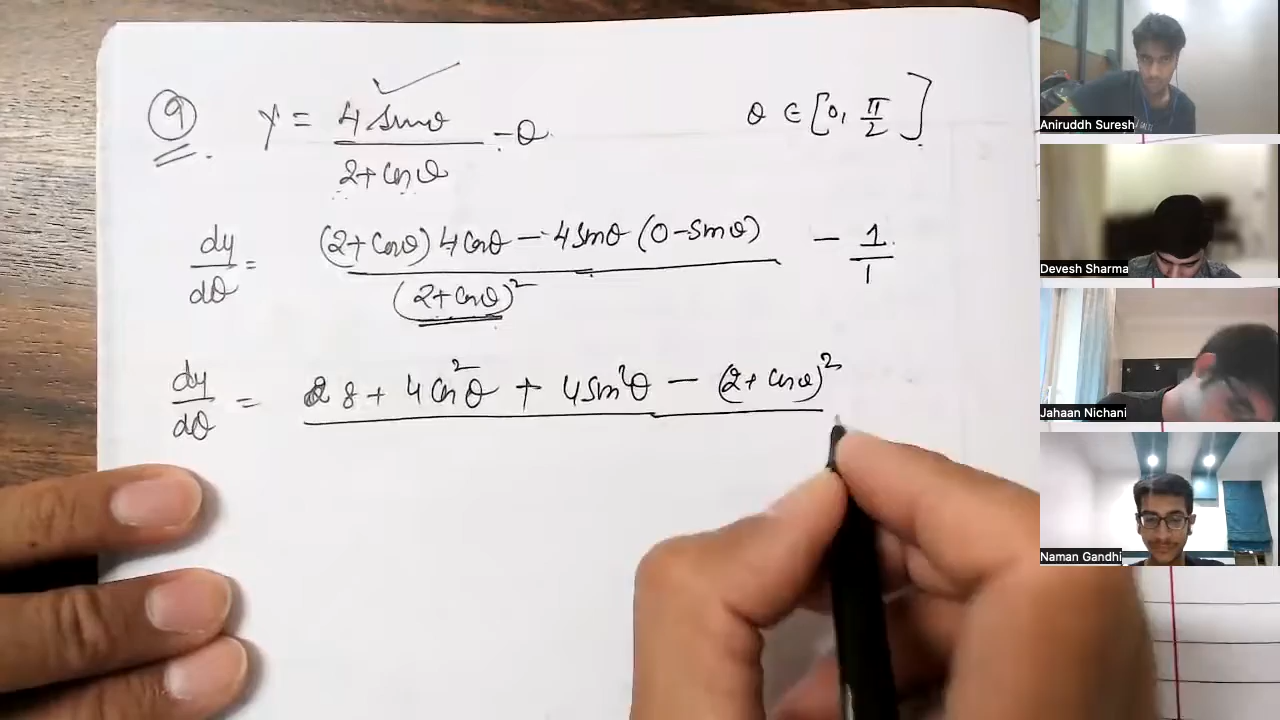 9 y = 4 sinθ / 2+cosθ - θ θ ∈ [0, π/2]
dy/dθ = (2+cosθ) 4cosθ - 4sinθ (0-sinθ) / (2+cosθ)² - 1/1
dy/dθ = 8 + 4cos²θ + 4sin²θ - (2+cosθ)²
Aniruddh Suresh
Devesh Sharma
Jahaan Nichani
Naman Gandhi